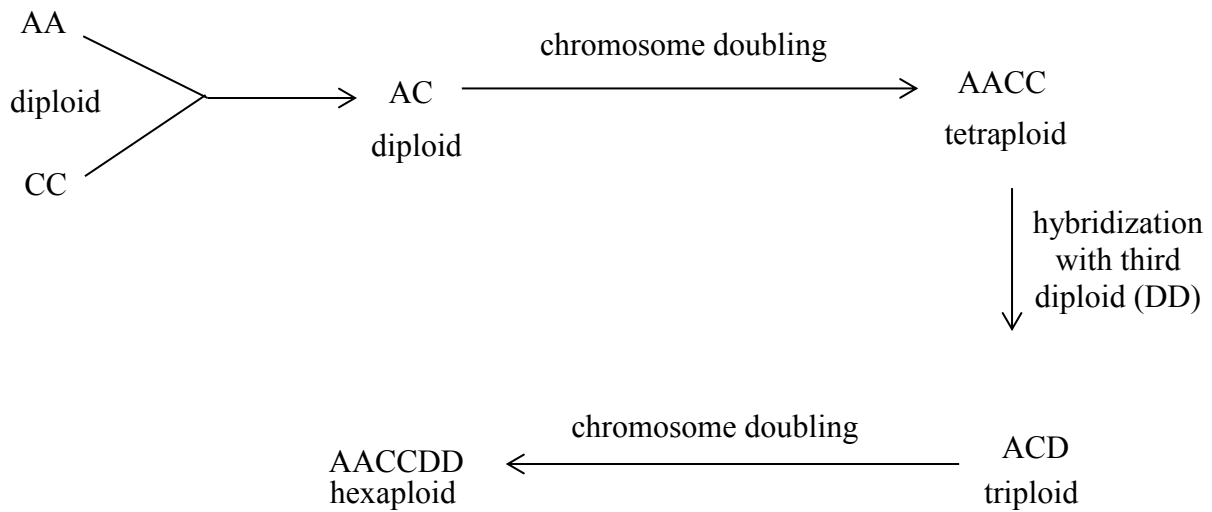 AA
diploid
CC
AC
diploid
chromosome doubling
AACC
tetraploid
hybridization
with third
diploid (DD)
ACD
triploid
chromosome doubling
AACCDD
hexaploid